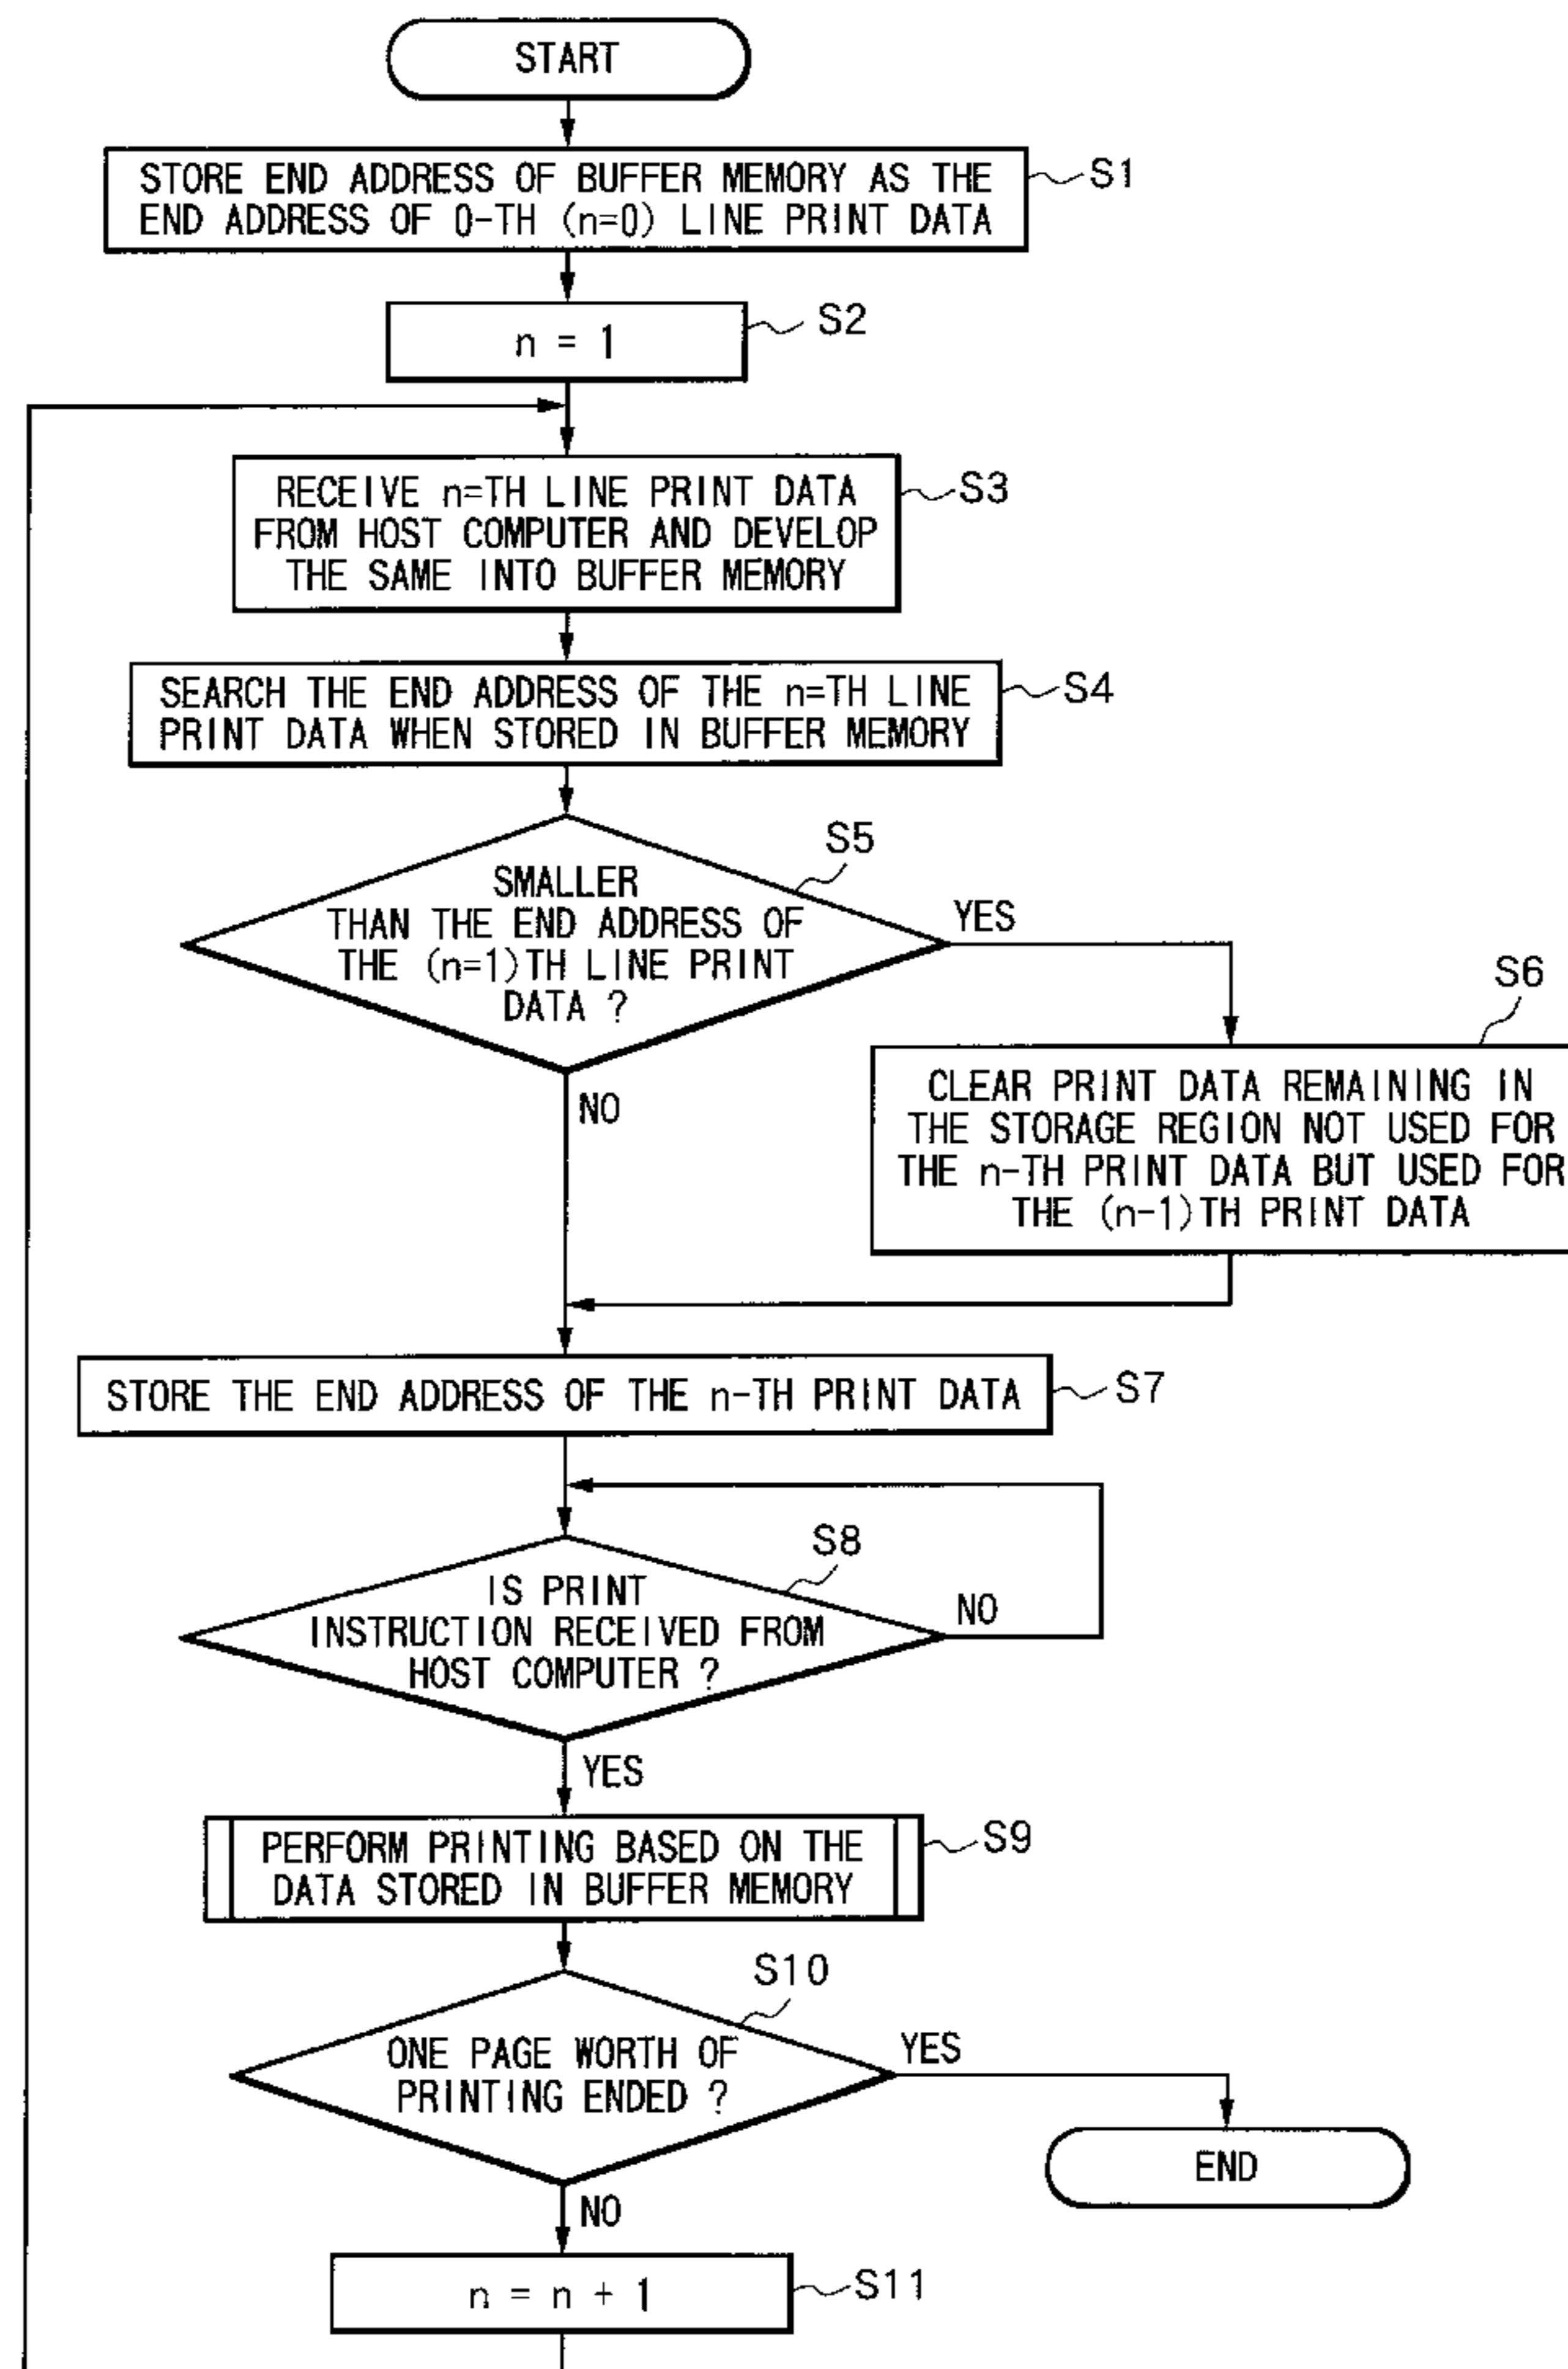 START
STORE END ADDRESS OF BUFFER MEMORY AS THE
END ADDRESS OF 0-TH (n=0) LINE PRINT DATA
S1
n = 1
S2
RECEIVE n=TH LINE PRINT DATA
FROM HOST COMPUTER AND DEVELOP
THE SAME INTO BUFFER MEMORY
S3
SEARCH THE END ADDRESS OF THE n=TH LINE
PRINT DATA WHEN STORED IN BUFFER MEMORY
S4
SMALLER
THAN THE END ADDRESS OF
THE (n=1)TH LINE PRINT
DATA ?
S5
YES
NO
S6
CLEAR PRINT DATA REMAINING IN
THE STORAGE REGION NOT USED FOR
THE n-TH PRINT DATA BUT USED FOR
THE (n-1)TH PRINT DATA
STORE THE END ADDRESS OF THE n-TH PRINT DATA
S7
IS PRINT
INSTRUCTION RECEIVED FROM
HOST COMPUTER ?
S8
NO
YES
PERFORM PRINTING BASED ON THE
DATA STORED IN BUFFER MEMORY
S9
ONE PAGE WORTH OF
PRINTING ENDED ?
S10
YES
END
NO
n = n + 1
S11